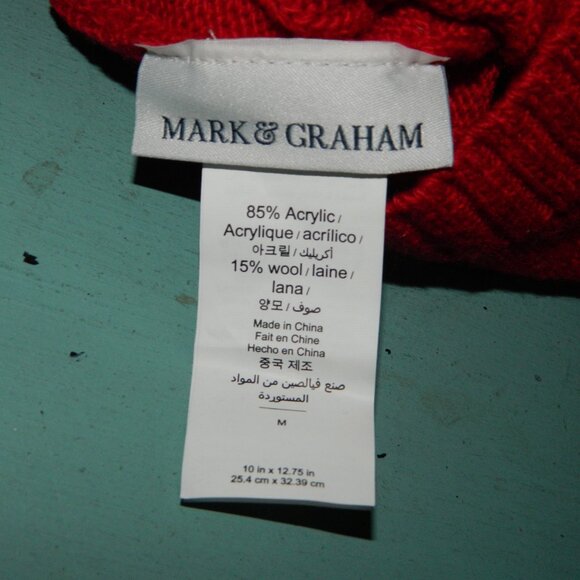 MARK & GRAHAM
85% Acrylic /
Acrylique / acrílico /
아크릴 / أكريليك /
15% wool / laine /
lana /
양모 / صوف /
Made in China
Fait en Chine
Hecho en China
중국 제조
صنع فيالصين من المواد
المستوردة
M
10 in x 12.75 in
25.4 cm x 32.39 cm